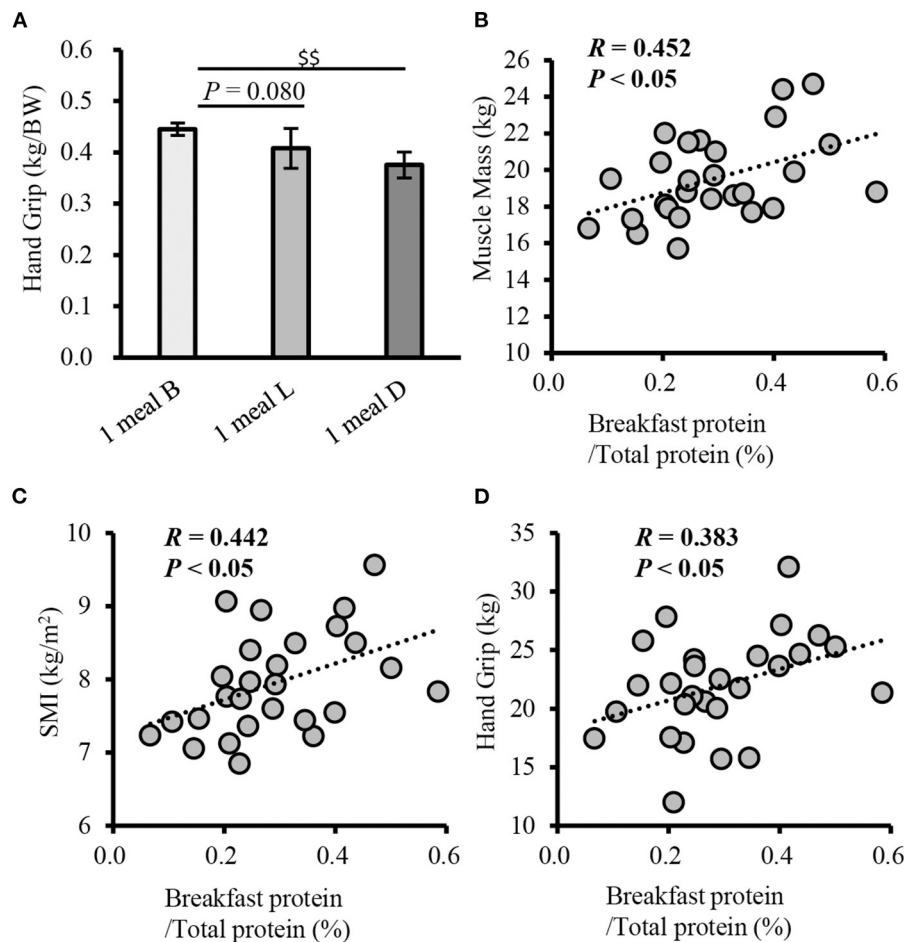 A
0.6
0.5
0.4
0.3
0.2
0.1
0.0
Hand Grip (kg/BW)
$$
P = 0.080
1 meal B
1 meal L
1 meal D
B
R = 0.452
P < 0.05
26
24
22
20
18
16
14
12
10
Muscle Mass (kg)
0.0 0.2 0.4 0.6
Breakfast protein
/Total protein (%)
C
R = 0.442
P < 0.05
10
9
8
7
6
SMI (kg/m²)
0.0 0.2 0.4 0.6
Breakfast protein
/Total protein (%)
D
R = 0.383
P < 0.05
35
30
25
20
15
10
Hand Grip (kg)
0.0 0.2 0.4 0.6
Breakfast protein
/Total protein (%)